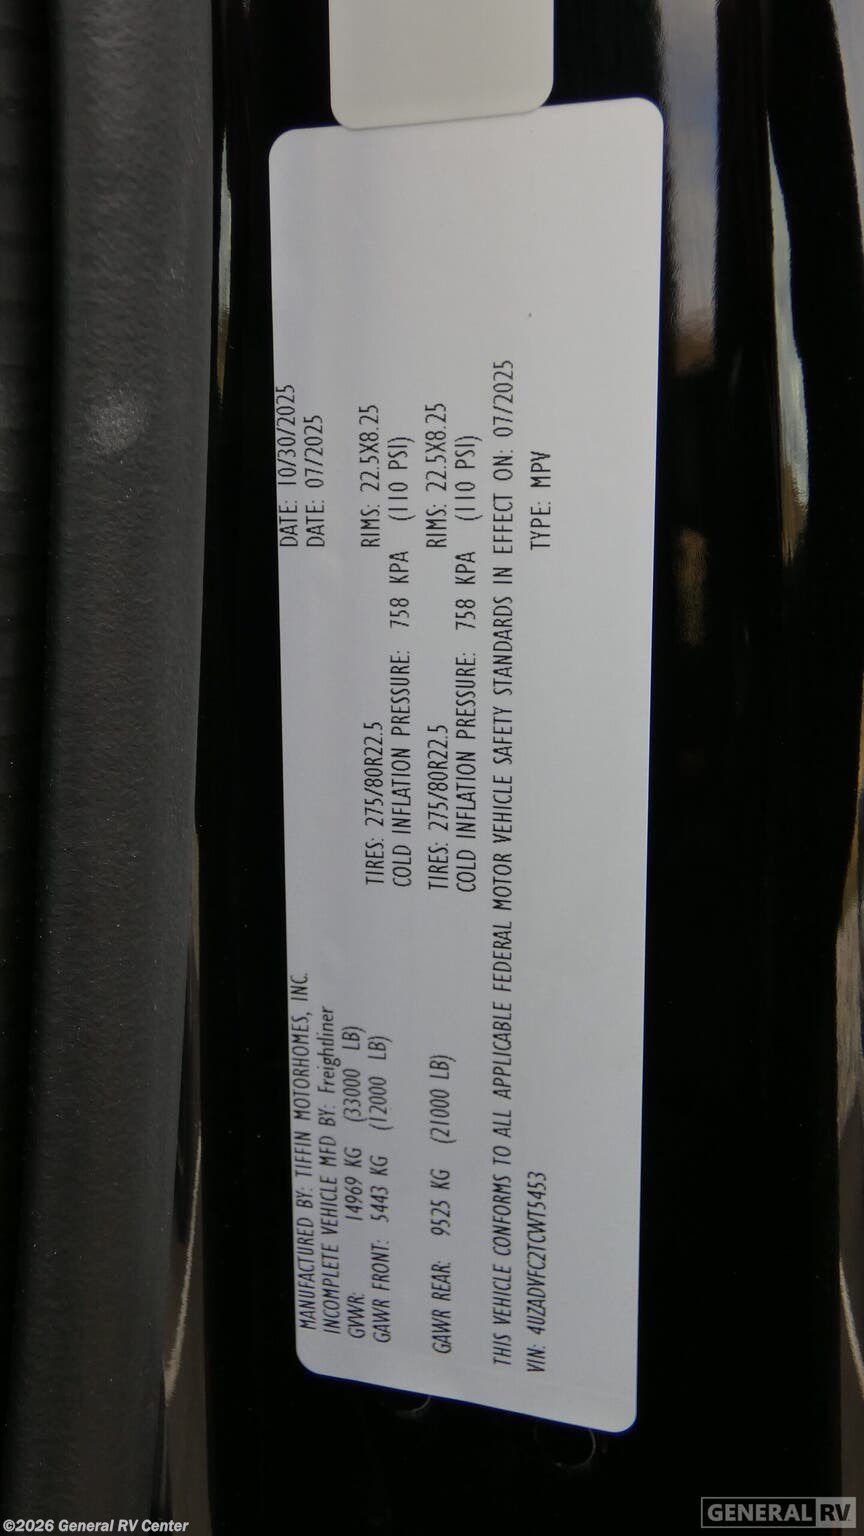 MANUFACTURED BY: TIFFIN MOTORHOMES, INC. DATE: 10/30/2025
INCOMPLETE VEHICLE MFD BY: Freightliner DATE: 07/2025
GVWR: 14969 KG (33000 LB)
GAWR FRONT: 5443 KG (12000 LB) TIRES: 275/80R22.5 RIMS: 22.5X8.25
COLD INFLATION PRESSURE: 758 KPA (110 PSI)
GAWR REAR: 9525 KG (21000 LB) TIRES: 275/80R22.5 RIMS: 22.5X8.25
COLD INFLATION PRESSURE: 758 KPA (110 PSI)
THIS VEHICLE CONFORMS TO ALL APPLICABLE FEDERAL MOTOR VEHICLE SAFETY STANDARDS IN EFFECT ON: 07/2025
VIN: 4UZADVFC2TCWT5453 TYPE: MPV
©2026 General RV Center
GENERAL RV